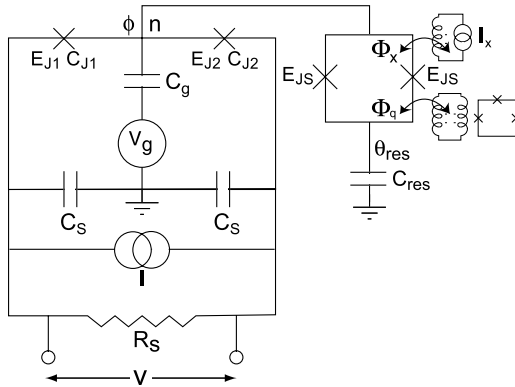 ϕ n
E_J1 C_J1
E_J2 C_J2
C_g
V_g
C_S
C_S
I
R_S
V
E_JS
E_JS
Φ_x
I_x
Φ_q
θ_res
C_res